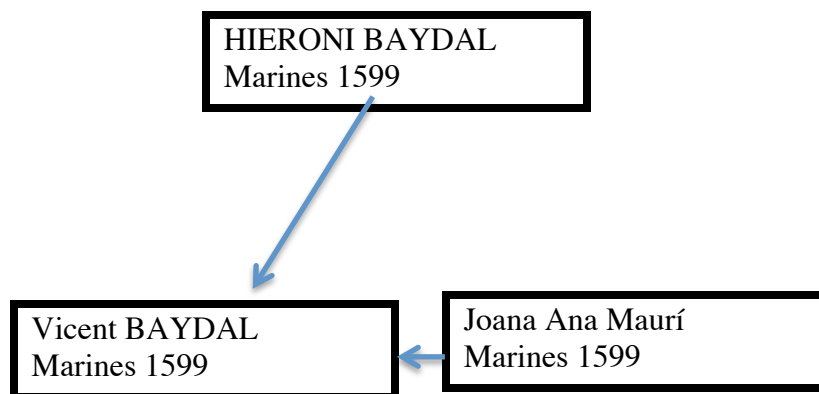 HIERONI BAYDAL
Marines 1599
Vicent BAYDAL
Marines 1599
Joana Ana Maurí
Marines 1599